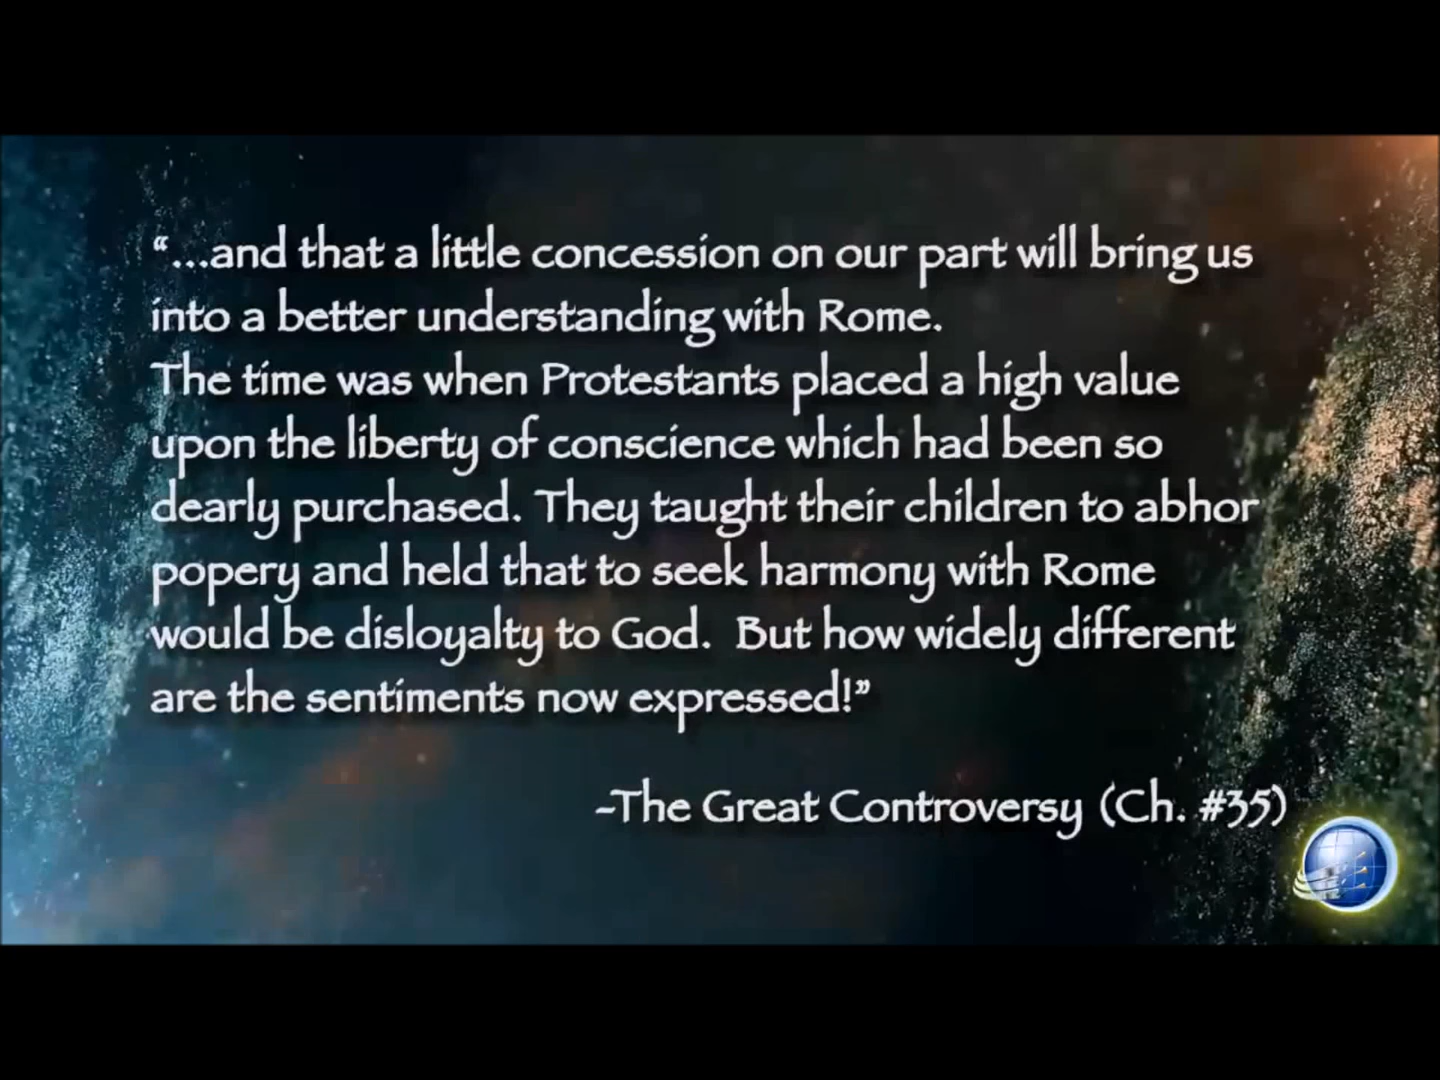 “...and that a little concession on our part will bring us
into a better understanding with Rome.
The time was when Protestants placed a high value
upon the liberty of conscience which had been so
dearly purchased. They taught their children to abhor
popery and held that to seek harmony with Rome
would be disloyalty to God.  But how widely different
are the sentiments now expressed!”
-The Great Controversy (Ch. #35)